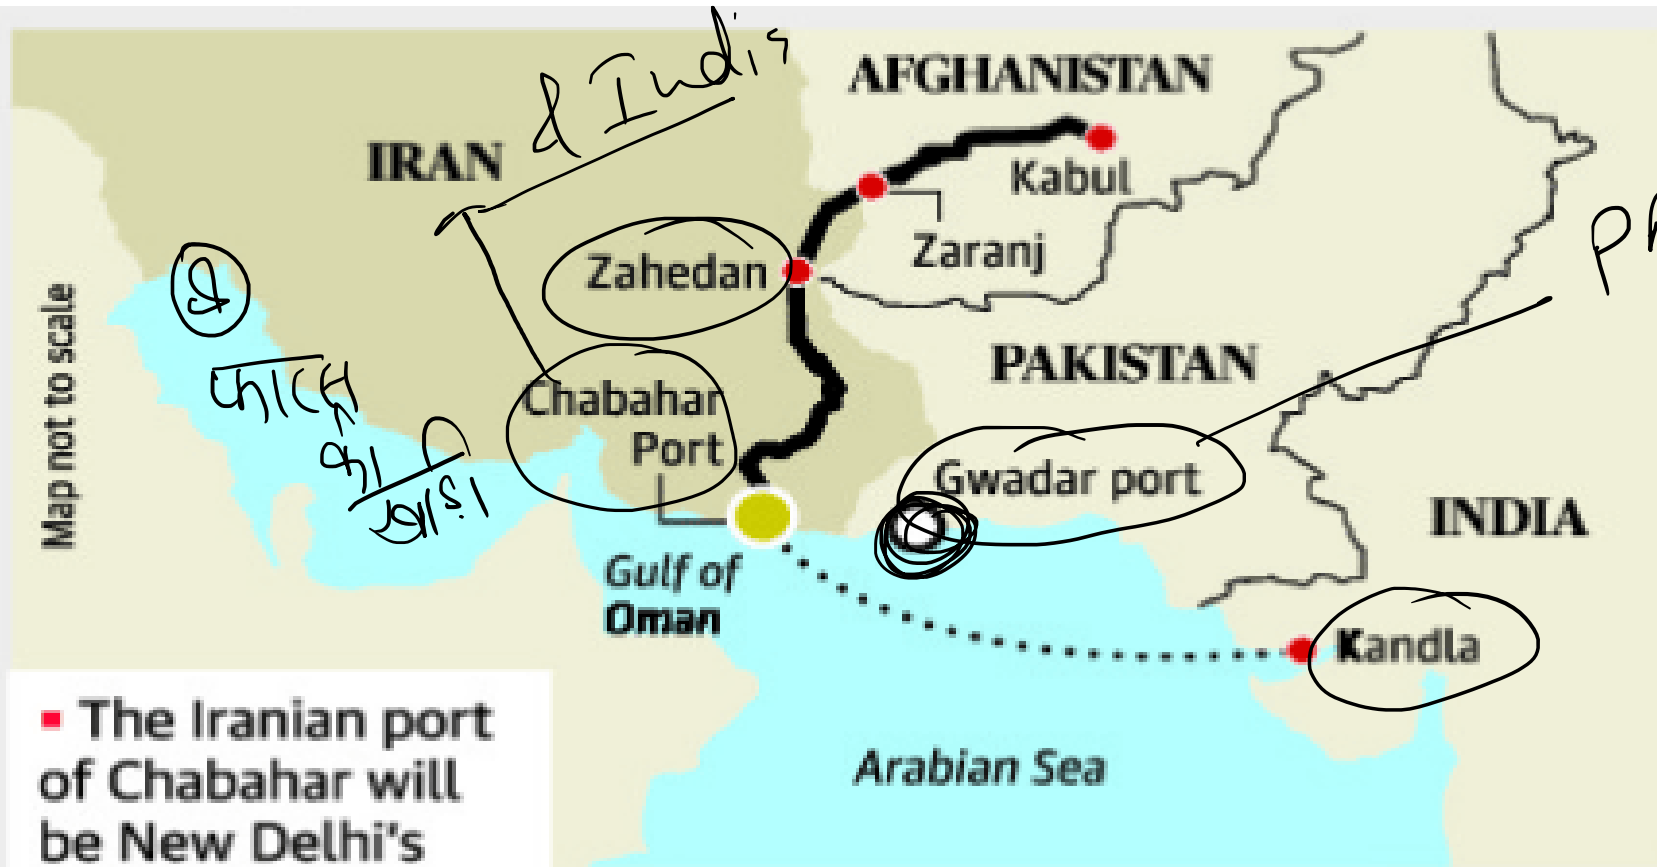 AFGHANISTAN
& India
IRAN
Kabul
Zaranj
Zahedan
PAKISTAN
Chabahar
Port
Gwadar port
INDIA
Map not to scale
की खाड़ी
Gulf of
Oman
Kandla
Arabian Sea
▪ The Iranian port
of Chabahar will
be New Delhi's